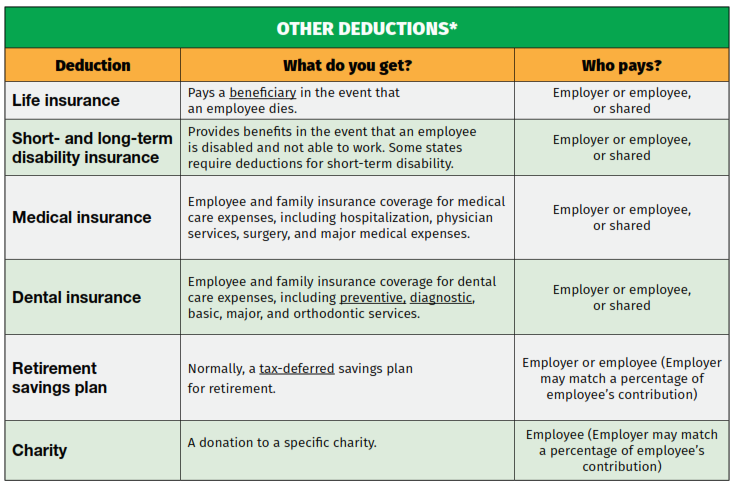 OTHER DEDUCTIONS*
Deduction
What do you get?
Who pays?
Life insurance
Pays a beneficiary in the event that
an employee dies.
Employer or employee,
or shared
Short- and long-term
disability insurance
Provides benefits in the event that an employee
is disabled and not able to work. Some states
require deductions for short-term disability.
Employer or employee,
or shared
Medical insurance
Employee and family insurance coverage for medical
care expenses, including hospitalization, physician
services, surgery, and major medical expenses.
Employer or employee,
or shared
Dental insurance
Employee and family insurance coverage for dental
care expenses, including preventive, diagnostic,
basic, major, and orthodontic services.
Employer or employee,
or shared
Retirement
savings plan
Normally, a tax-deferred savings plan
for retirement.
Employer or employee (Employer
may match a percentage of
employee’s contribution)
Charity
A donation to a specific charity.
Employee (Employer may match
a percentage of employee’s
contribution)